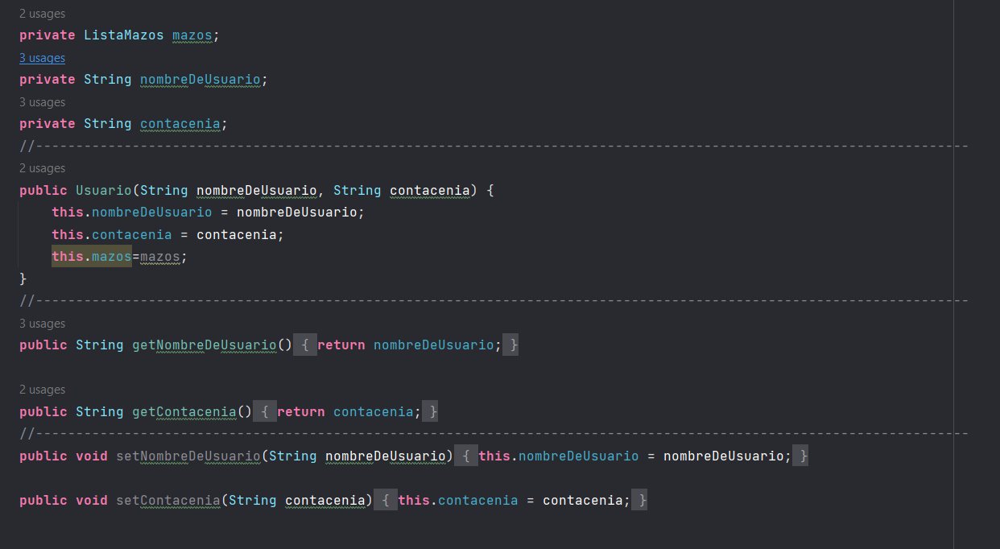 2 usages
private ListaMazos mazos;
3 usages
private String nombreDeUsuario;
3 usages
private String contacenia;
//--------------------------------------------------------------------------------------------------------------------
2 usages
public Usuario(String nombreDeUsuario, String contacenia) {
this.nombreDeUsuario = nombreDeUsuario;
this.contacenia = contacenia;
this.mazos=mazos;
}
//--------------------------------------------------------------------------------------------------------------------
3 usages
public String getNombreDeUsuario() { return nombreDeUsuario; }
2 usages
public String getContacenia() { return contacenia; }
//--------------------------------------------------------------------------------------------------------------------
public void setNombreDeUsuario(String nombreDeUsuario) { this.nombreDeUsuario = nombreDeUsuario; }
public void setContacenia(String contacenia) { this.contacenia = contacenia; }